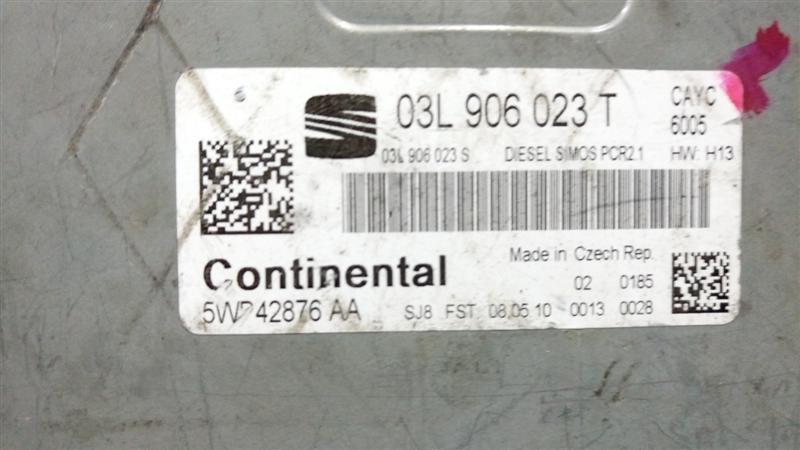 03L 906 023 T CAYC
6005
03L 906 023 S DIESEL SIMOS PCR2.1 HW: H13
Continental Made in Czech Rep.
02 0185
AA SJ8 FST 08.05.10 0013 0028